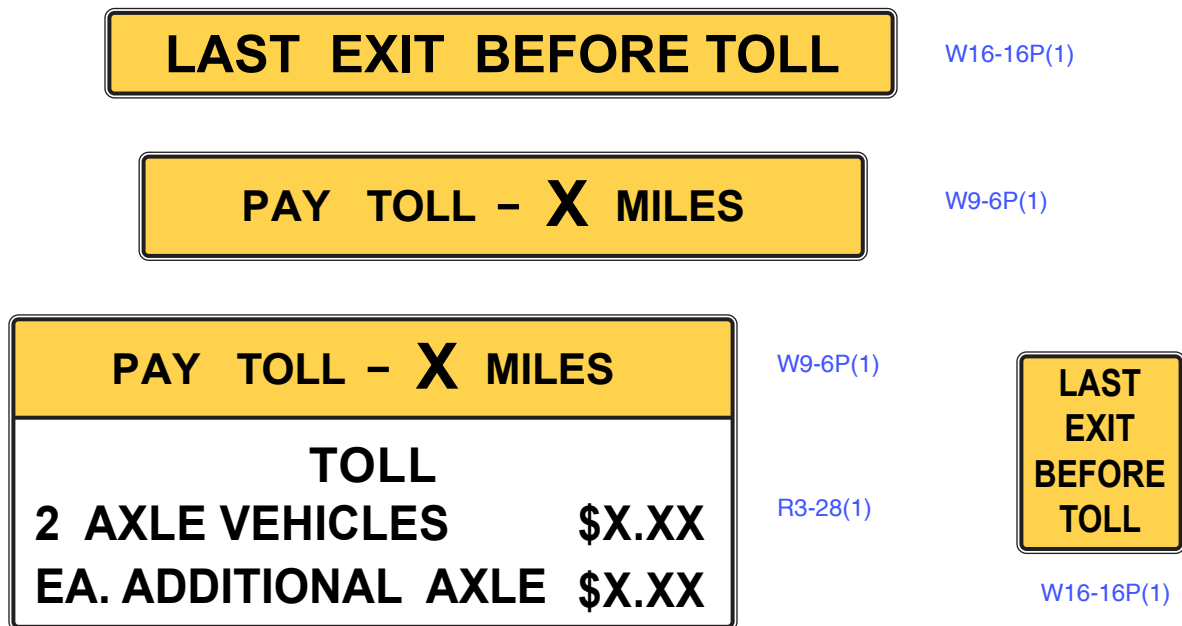 LAST EXIT BEFORE TOLL
W16-16P(1)
PAY TOLL – X MILES
W9-6P(1)
PAY TOLL – X MILES
W9-6P(1)
TOLL
2 AXLE VEHICLES $X.XX
EA. ADDITIONAL AXLE $X.XX
R3-28(1)
LAST
EXIT
BEFORE
TOLL
W16-16P(1)